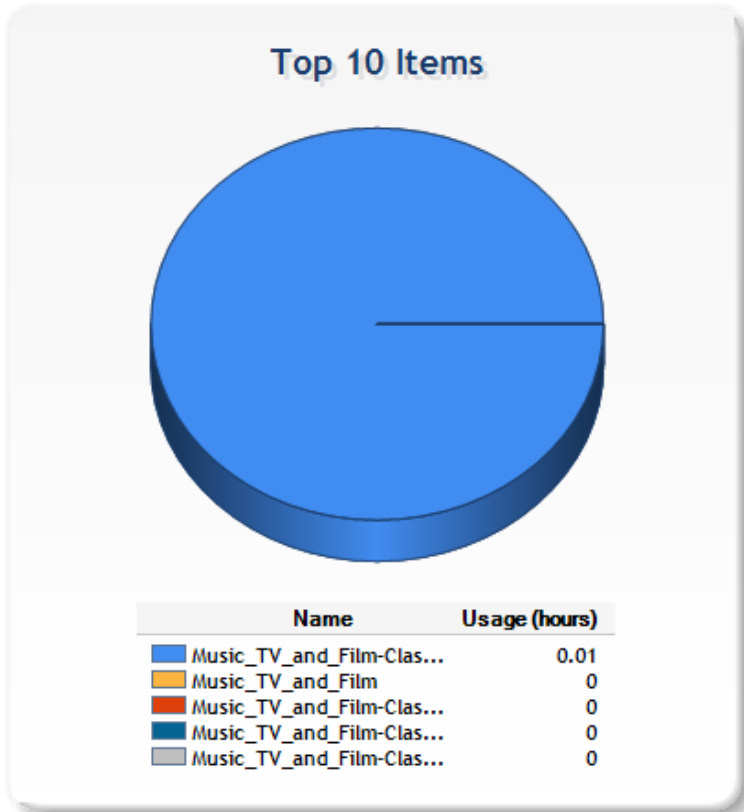 Top 10 Items
Name Usage (hours)
Music_TV_and_Film-Clas... 0.01
Music_TV_and_Film 0
Music_TV_and_Film-Clas... 0
Music_TV_and_Film-Clas... 0
Music_TV_and_Film-Clas... 0